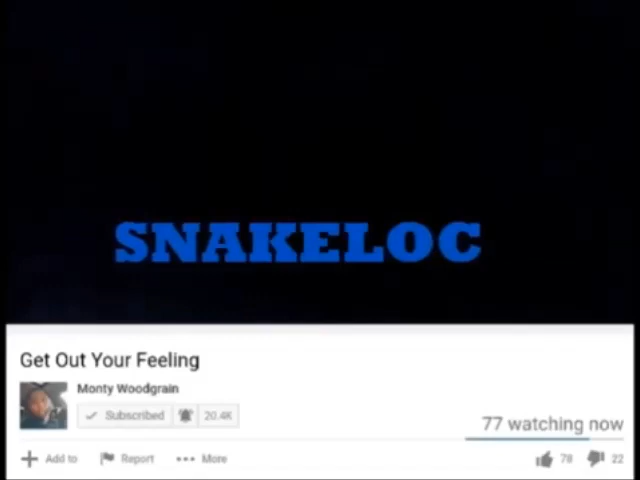 SNAKELOC
Get Out Your Feeling
Monty Woodgrain
Subscribed 20.4K
77 watching now
Add to Report More 78 22